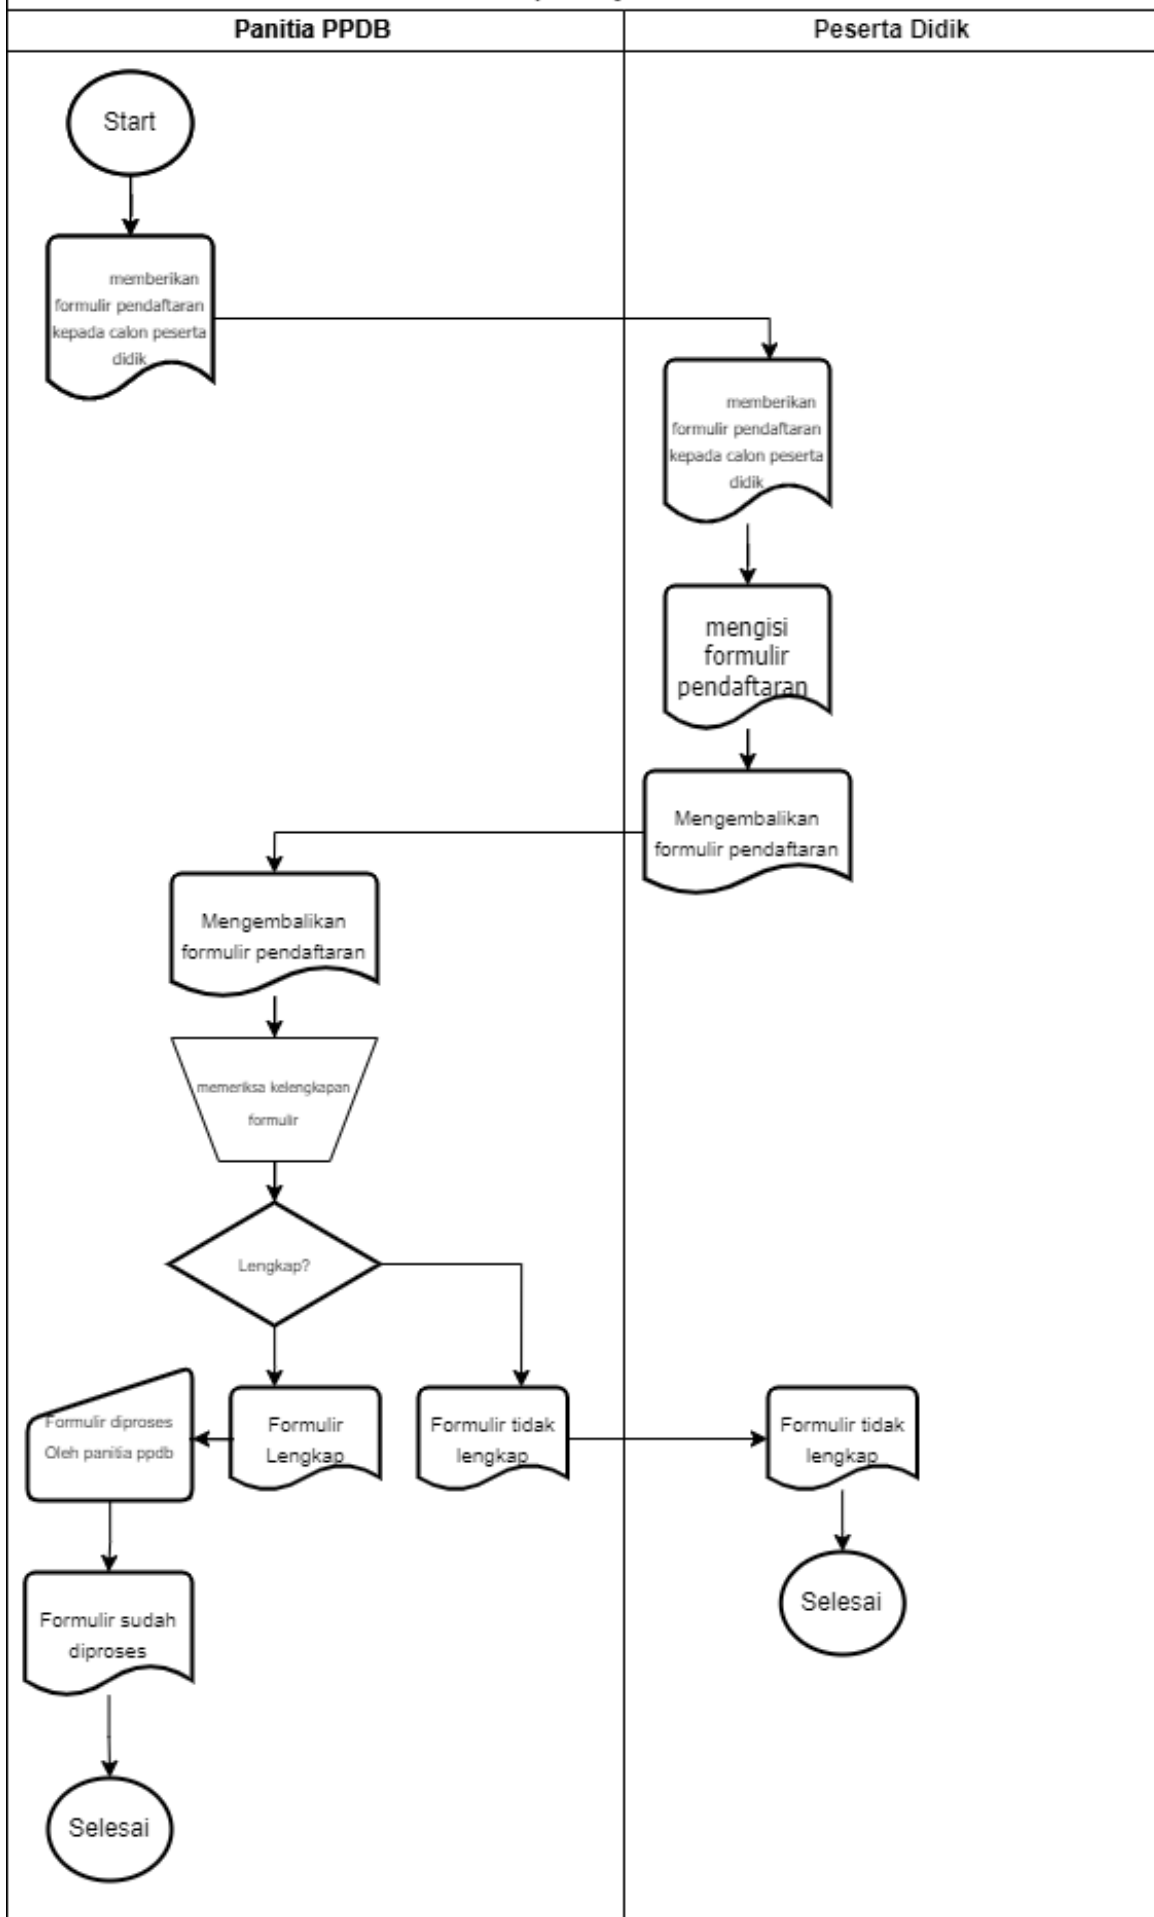 Panitia PPDB
Peserta Didik
Start
memberikan
formulir pendaftaran
kepada calon peserta
didik
memberikan
formulir pendaftaran
kepada calon peserta
didik
mengisi
formulir
pendaftaran
Mengembalikan
formulir pendaftaran
Mengembalikan
formulir pendaftaran
memeriksa kelengkapan
formulir
Lengkap?
Formulir diproses
Oleh panitia ppdb
Formulir
Lengkap
Formulir tidak
lengkap
Formulir tidak
lengkap
Formulir sudah
diproses
Selesai
Selesai